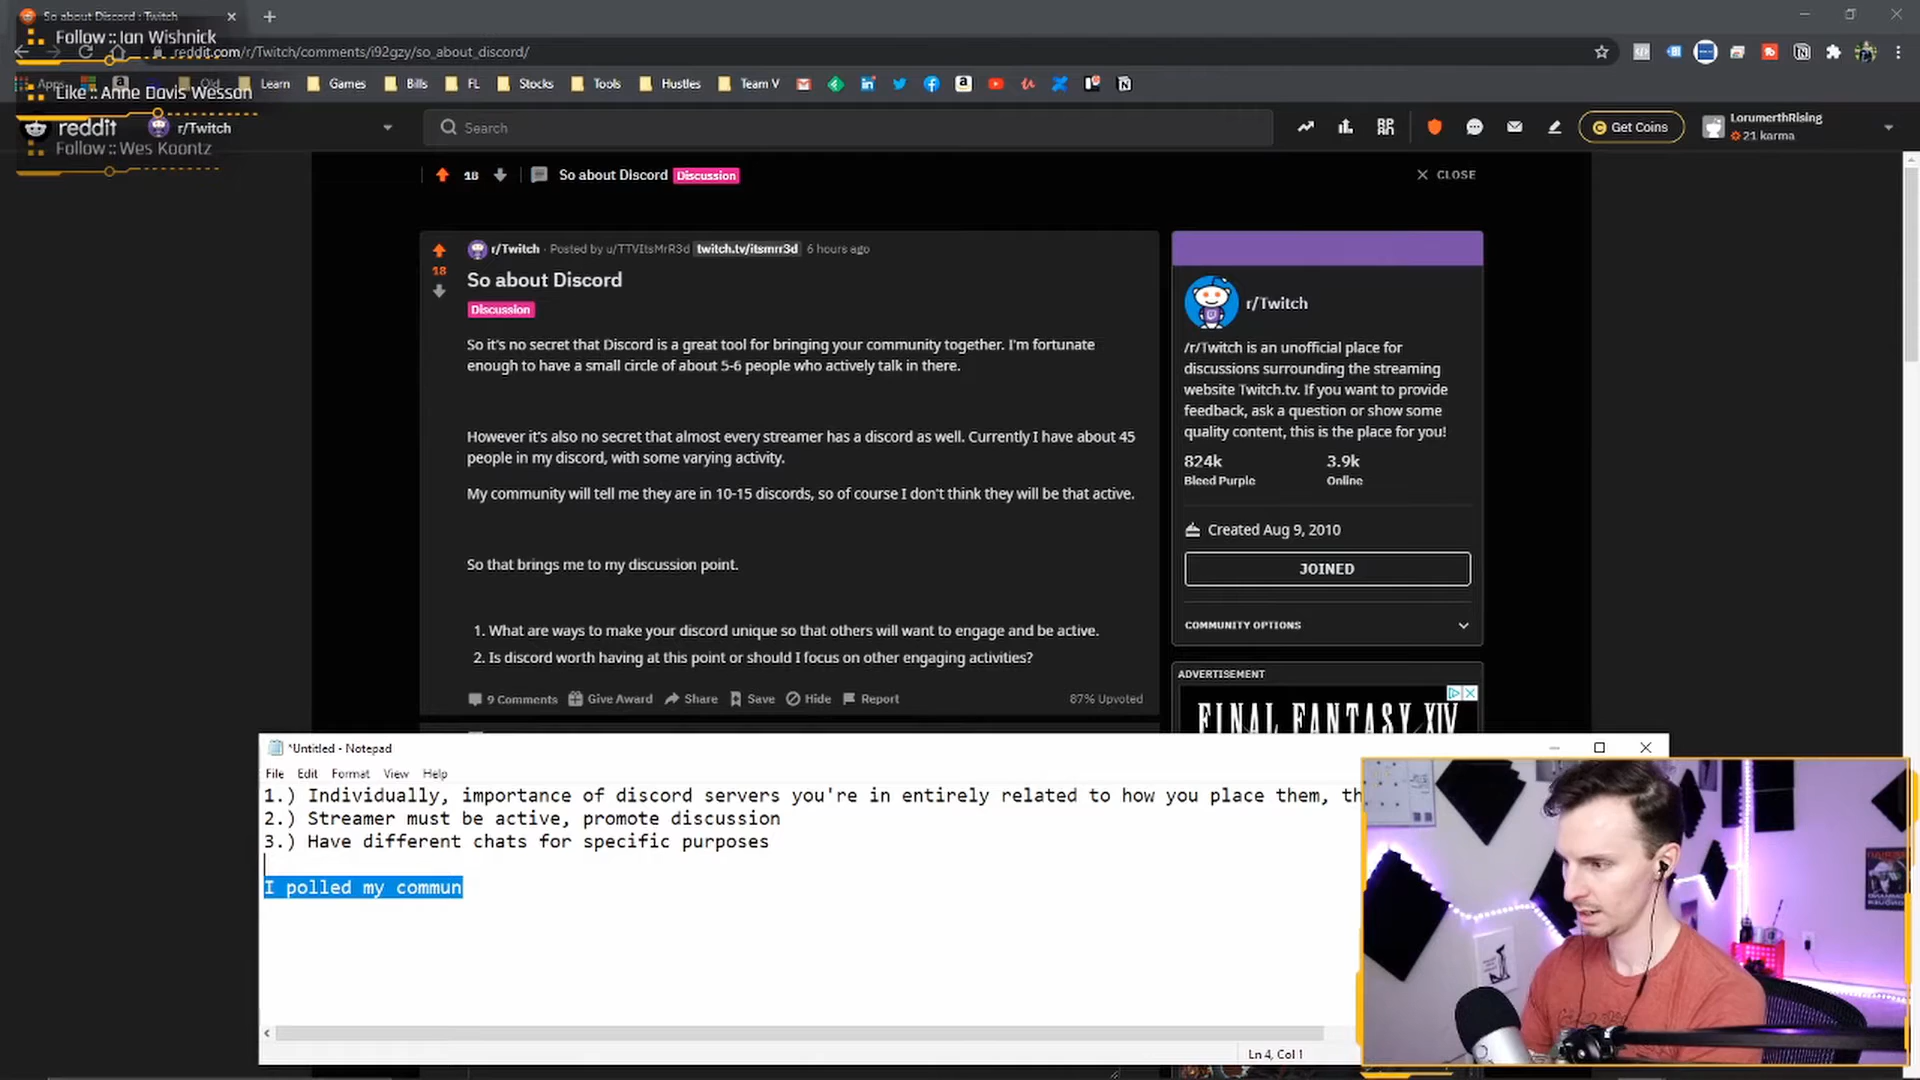 So about Discord : Twitch
Follow :: Ian Wishnick
reddit.com/r/Twitch/comments/i92gzy/so_about_discord/
Apps
Old
Learn
Games
Bills
FL
Stocks
Tools
Hustles
Team V
Like :: Anne Davis Wesson
reddit
r/Twitch
Search
Get Coins
LorumerthRising
21 karma
Follow :: Wes Koontz
18
So about Discord
Discussion
CLOSE
r/Twitch · Posted by u/TTVItsMrR3d twitch.tv/itsmrr3d 6 hours ago
18
So about Discord
Discussion
So it's no secret that Discord is a great tool for bringing your community together. I'm fortunate
enough to have a small circle of about 5-6 people who actively talk in there.
However it's also no secret that almost every streamer has a discord as well. Currently I have about 45
people in my discord, with some varying activity.
My community will tell me they are in 10-15 discords, so of course I don't think they will be that active.
So that brings me to my discussion point.
1. What are ways to make your discord unique so that others will want to engage and be active.
2. Is discord worth having at this point or should I focus on other engaging activities?
9 Comments Give Award Share Save Hide Report
87% Upvoted
r/Twitch
/r/Twitch is an unofficial place for
discussions surrounding the streaming
website Twitch.tv. If you want to provide
feedback, ask a question or show some
quality content, this is the place for you!
824k 3.9k
Bleed Purple Online
Created Aug 9, 2010
JOINED
COMMUNITY OPTIONS
ADVERTISEMENT
FINAL FANTASY XIV
*Untitled - Notepad
File Edit Format View Help
1.) Individually, importance of discord servers you're in entirely related to how you place them, th
2.) Streamer must be active, promote discussion
3.) Have different chats for specific purposes
I polled my commun
Ln 4, Col 1